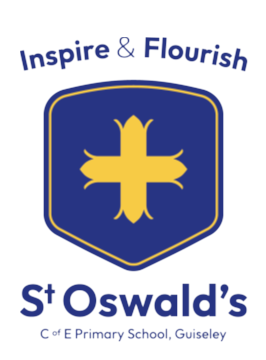 Inspire & Flourish
St Oswald's
C of E Primary School, Guiseley